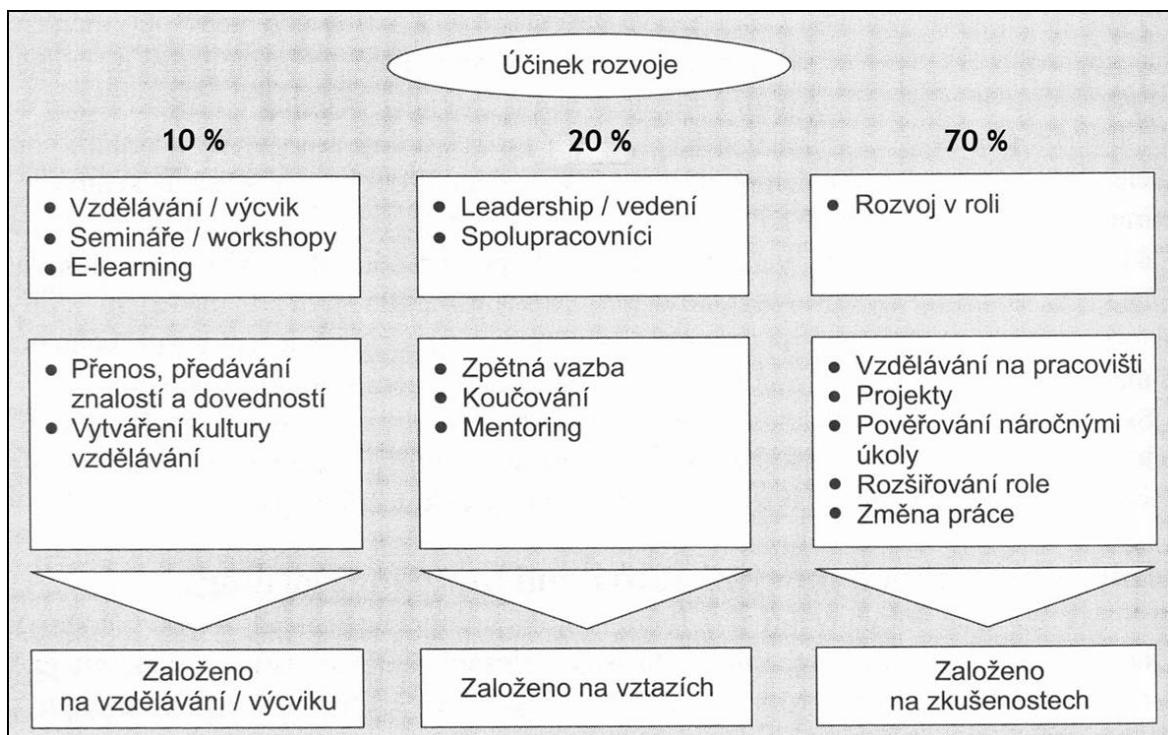 Účinek rozvoje
10 %
20 %
70 %
• Vzdělávání / výcvik
• Semináře / workshopy
• E-learning
• Leadership / vedení
• Spolupracovníci
• Rozvoj v roli
• Přenos, předávání
znalostí a dovedností
• Vytváření kultury
vzdělávání
• Zpětná vazba
• Koučování
• Mentoring
• Vzdělávání na pracovišti
• Projekty
• Pověřování náročnými
úkoly
• Rozšiřování role
• Změna práce
Založeno
na vzdělávání / výcviku
Založeno na vztazích
Založeno
na zkušenostech